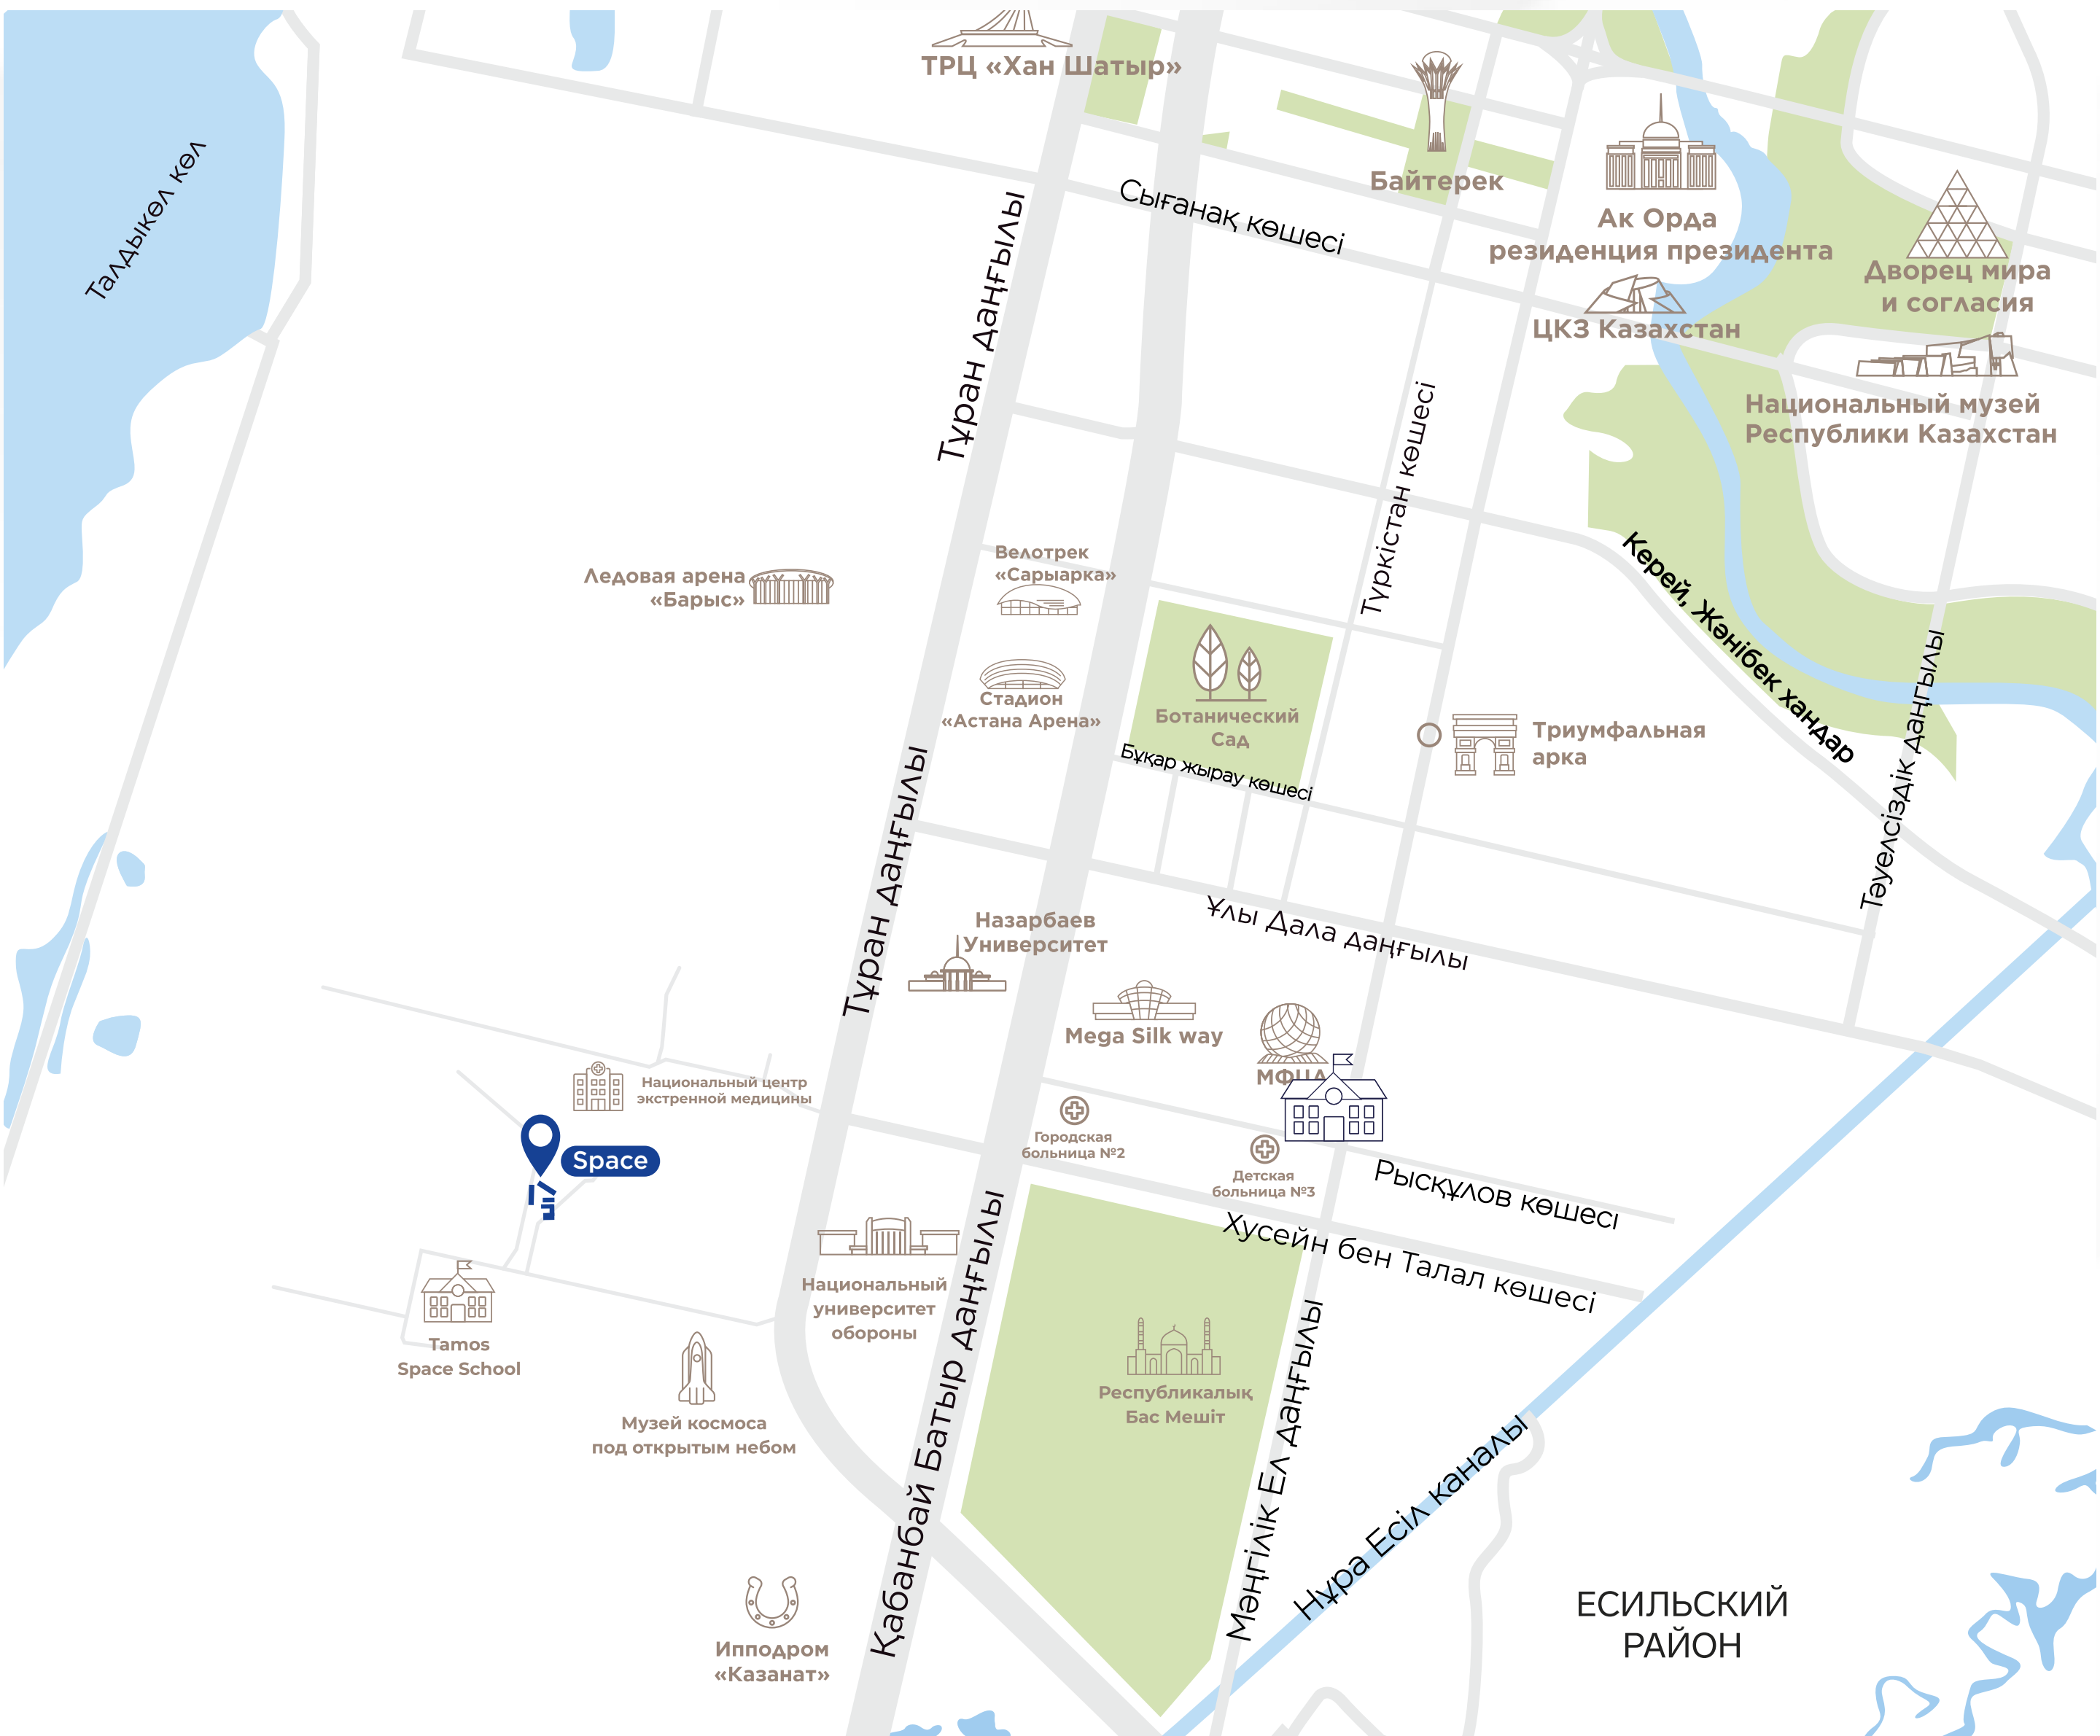 ТРЦ «Хан Шатыр»
Байтерек
Талдыкөл көл
Сығанақ көшесі
Ак Орда
резиденция президента
Дворец мира
и согласия
ЦКЗ Казахстан
Тұран даңғылы
Национальный музей
Республики Казахстан
Түркістан көшесі
Керей, Жәнібек хандар
Велотрек
«Сарыарка»
Ледовая арена
«Барыс»
Стадион
«Астана Арена»
Ботанический
Сад
Триумфальная
арка
Бұқар жырау көшесі
Тәуелсіздік даңғылы
Тұран даңғылы
Ұлы Дала даңғылы
Назарбаев
Университет
Mega Silk way
МФЦА
Национальный центр
экстренной медицины
Городская
больница №2
Space
Детская
больница №3
Рысқұлов көшесі
Хусейн бен Талал көшесі
Национальный
университет
обороны
Қабанбай Батыр даңғылы
Tamos
Space School
Республикалық
Бас Мешіт
Мәңгілік Ел даңғылы
Музей космоса
под открытым небом
Нұра Есіл каналы
Ипподром
«Казанат»
ЕСИЛЬСКИЙ
РАЙОН